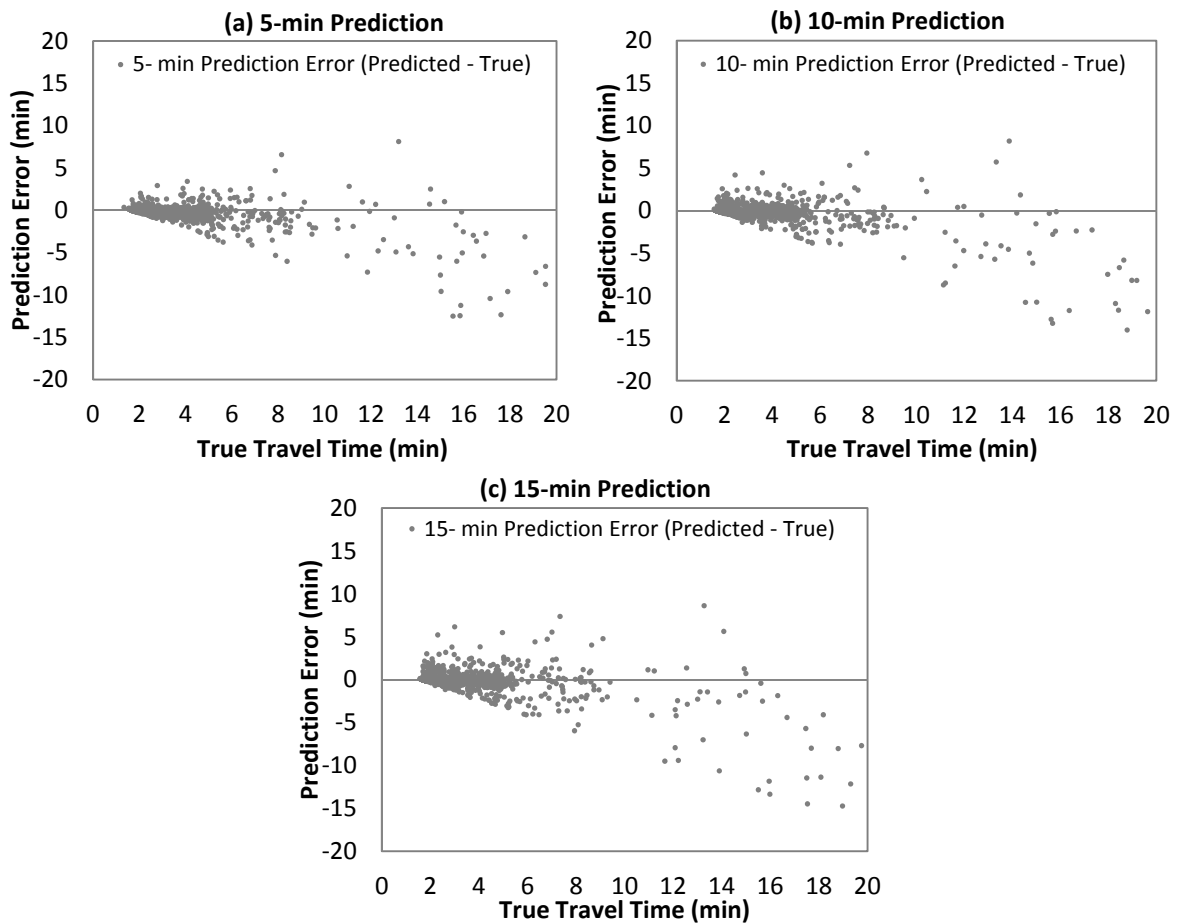 (a) 5-min Prediction
20
15
10
5
0
-5
-10
-15
-20
Prediction Error (min)
5- min Prediction Error (Predicted - True)
0 2 4 6 8 10 12 14 16 18 20
True Travel Time (min)
(b) 10-min Prediction
20
15
10
5
0
-5
-10
-15
-20
Prediction Error (min)
10- min Prediction Error (Predicted - True)
0 2 4 6 8 10 12 14 16 18 20
True Travel Time (min)
(c) 15-min Prediction
20
15
10
5
0
-5
-10
-15
-20
Prediction Error (min)
15- min Prediction Error (Predicted - True)
0 2 4 6 8 10 12 14 16 18 20
True Travel Time (min)